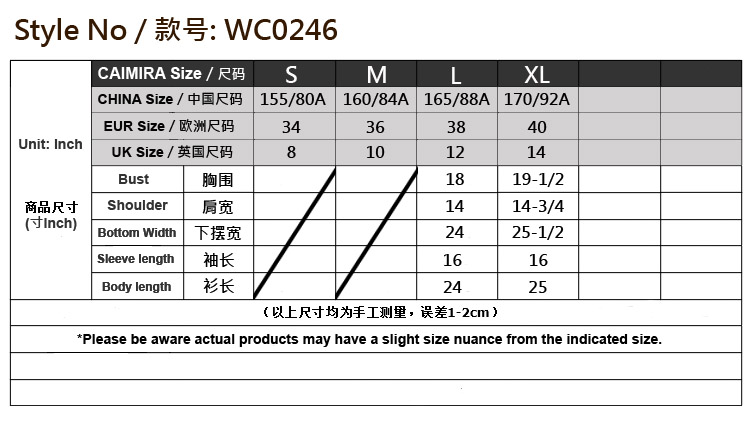 Style No / 款号: WC0246
CAIMIRA Size / 尺码 S M L XL
CHINA Size / 中国尺码 155/80A 160/84A 165/88A 170/92A
EUR Size / 欧洲尺码 34 36 38 40
Unit: Inch
UK Size / 英国尺码 8 10 12 14
Bust 胸围 18 19-1/2
商品尺寸
(寸Inch)
Shoulder 肩宽 14 14-3/4
Bottom Width 下摆宽 24 25-1/2
Sleeve length 袖长 16 16
Body length 衫长 24 25
(以上尺寸均为手工测量,误差1-2cm)
*Please be aware actual products may have a slight size nuance from the indicated size.